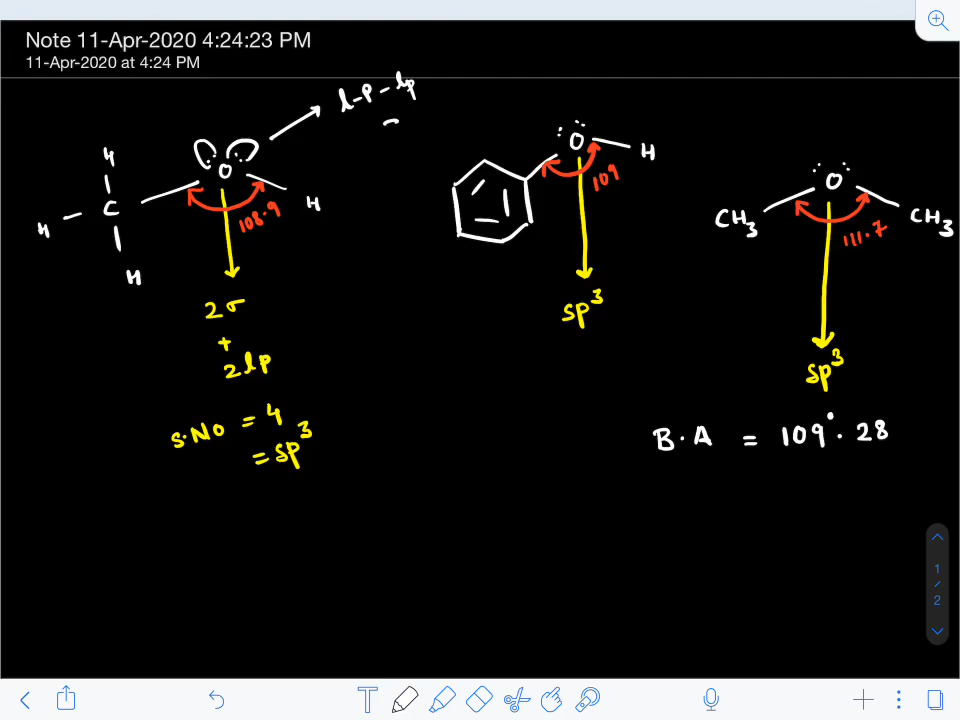 Note 11-Apr-2020 4:24:23 PM
11-Apr-2020 at 4:24 PM
l-p-lp
H
H
C
H
O
H
108.9
2σ
+
2lp
S.No = 4
= sp³
O
H
109
sp³
O
CH₃
CH₃
111.7
sp³
B.A = 109°.28
T
1
/
2